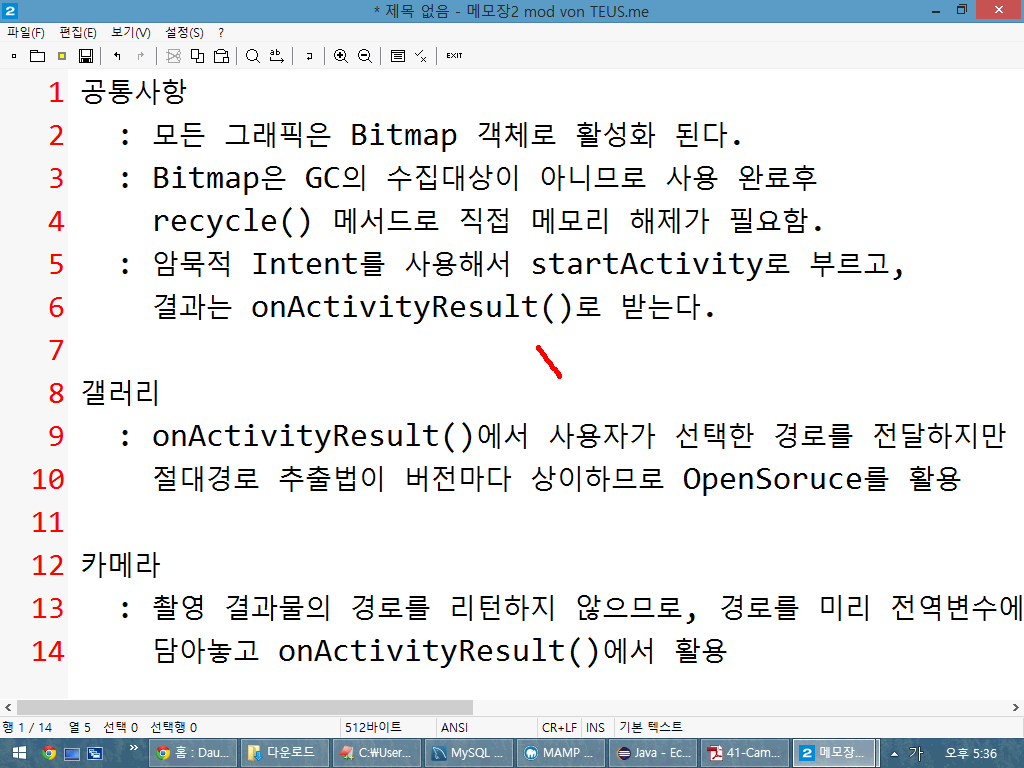 * 제목 없음 - 메모장2 mod von TEUS.me
파일(F) 편집(E) 보기(V) 설정(S) ?
EXIT
1 공통사항
2 : 모든 그래픽은 Bitmap 객체로 활성화 된다.
3 : Bitmap은 GC의 수집대상이 아니므로 사용 완료후
4 recycle() 메서드로 직접 메모리 해제가 필요함.
5 : 암묵적 Intent를 사용해서 startActivity로 부르고,
6 결과는 onActivityResult()로 받는다.
7
8 갤러리
9 : onActivityResult()에서 사용자가 선택한 경로를 전달하지만
10 절대경로 추출법이 버전마다 상이하므로 OpenSoruce를 활용
11
12 카메라
13 : 촬영 결과물의 경로를 리턴하지 않으므로, 경로를 미리 전역변수에
14 담아놓고 onActivityResult()에서 활용
행 1 / 14 열 5 선택 0 선택행 0 512바이트 ANSI CR+LF INS 기본 텍스트
홈 : Dau... 다운로드 C:\User... MySQL ... MAMP ... Java - Ec... 41-Cam... 메모장... 가 오후 5:36